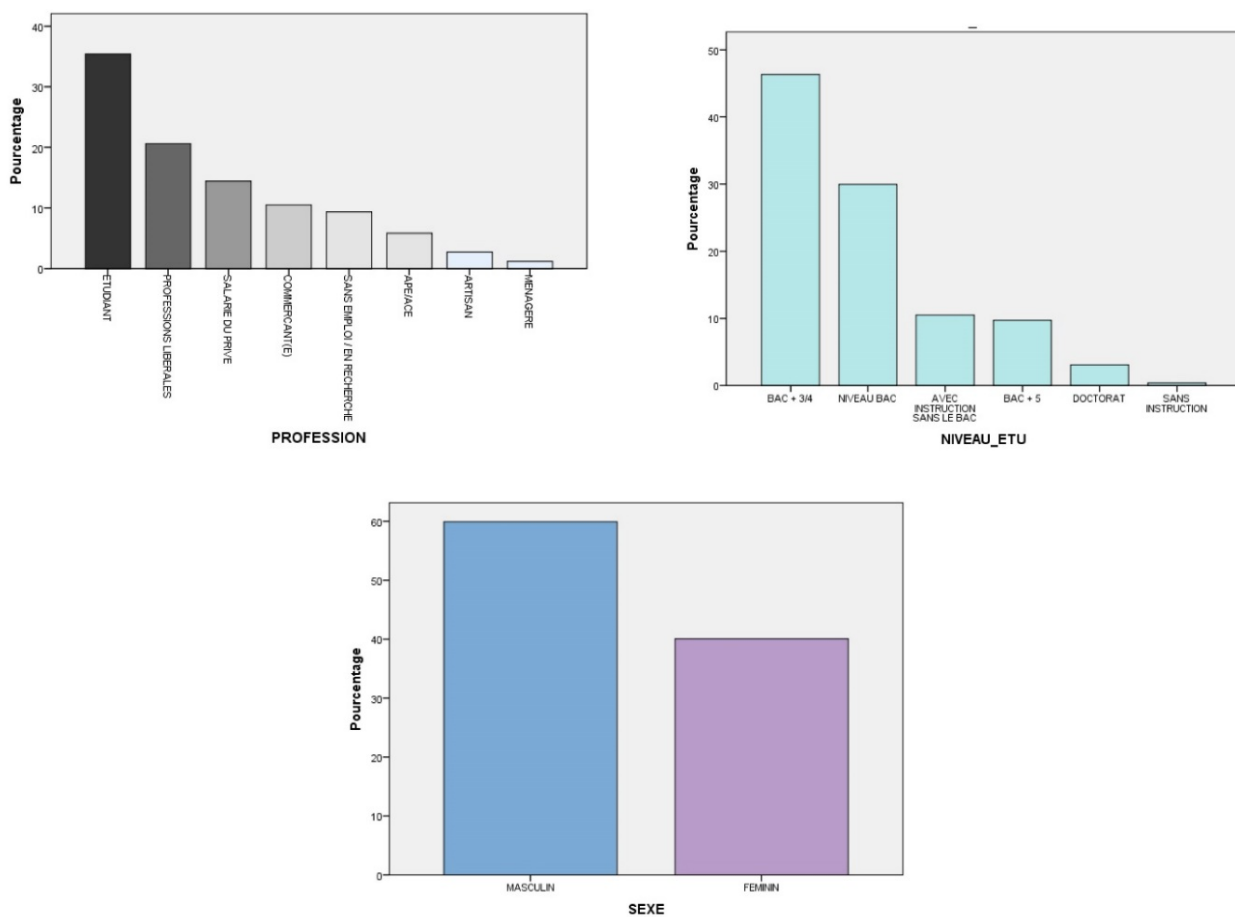 40
30
20
10
0
Pourcentage
ETUDIANT
PROFESSIONS LIBERALES
SALARIE DU PRIVE
COMMERCANT(E)
SANS EMPLOI / EN RECHERCHE
APE/ACE
ARTISAN
MENAGERE
PROFESSION
50
40
30
20
10
0
Pourcentage
BAC + 3/4
NIVEAU BAC
AVEC
INSTRUCTION
SANS LE BAC
BAC + 5
DOCTORAT
SANS
INSTRUCTION
NIVEAU_ETU
60
50
40
30
20
10
0
Pourcentage
MASCULIN
FEMININ
SEXE